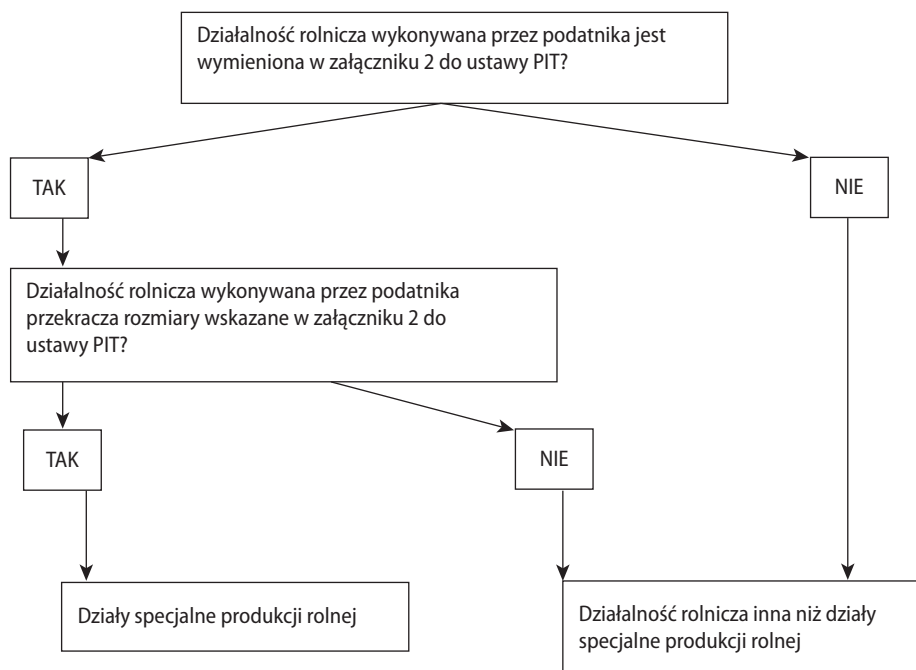 Działalność rolnicza wykonywana przez podatnika jest
wymieniona w załączniku 2 do ustawy PIT?
TAK
NIE
Działalność rolnicza wykonywana przez podatnika
przekracza rozmiary wskazane w załączniku 2 do
ustawy PIT?
TAK
NIE
Działy specjalne produkcji rolnej
Działalność rolnicza inna niż działy
specjalne produkcji rolnej